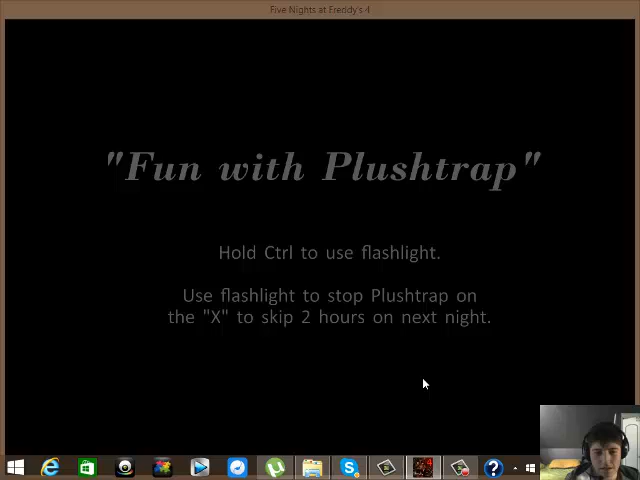 Five Nights at Freddy's 4
"Fun with Plushtrap"
Hold Ctrl to use flashlight.
Use flashlight to stop Plushtrap on
the "X" to skip 2 hours on next night.